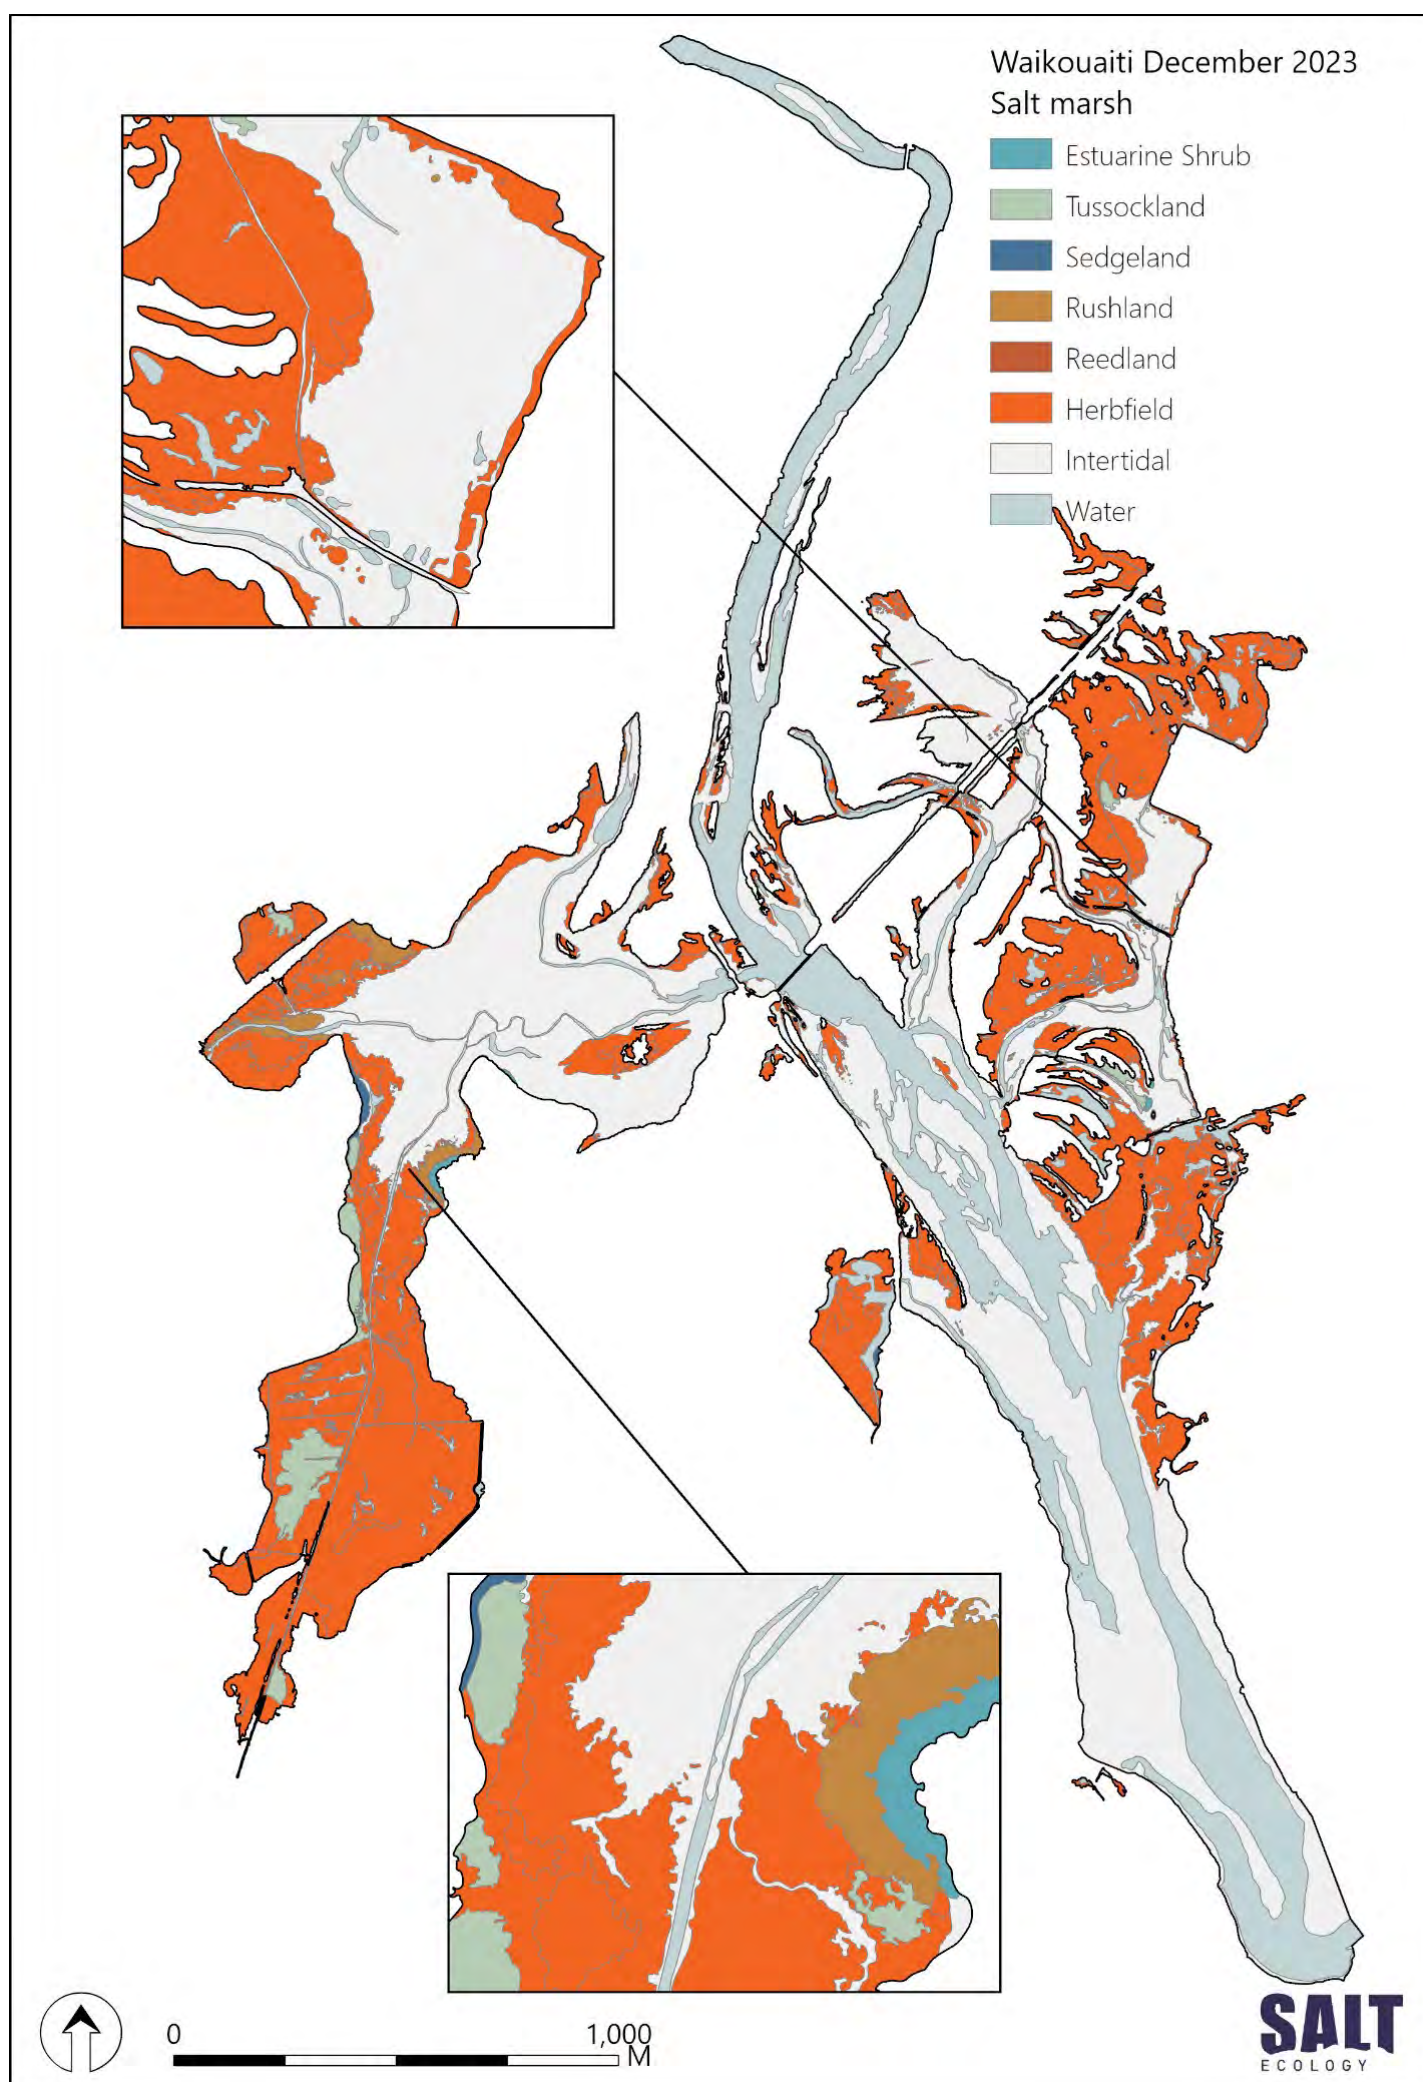 Waikouaiti December 2023
Salt marsh
Estuarine Shrub
Tussockland
Sedgeland
Rushland
Reedland
Herbfield
Intertidal
Water
0 1,000
M
SALT
ECOLOGY